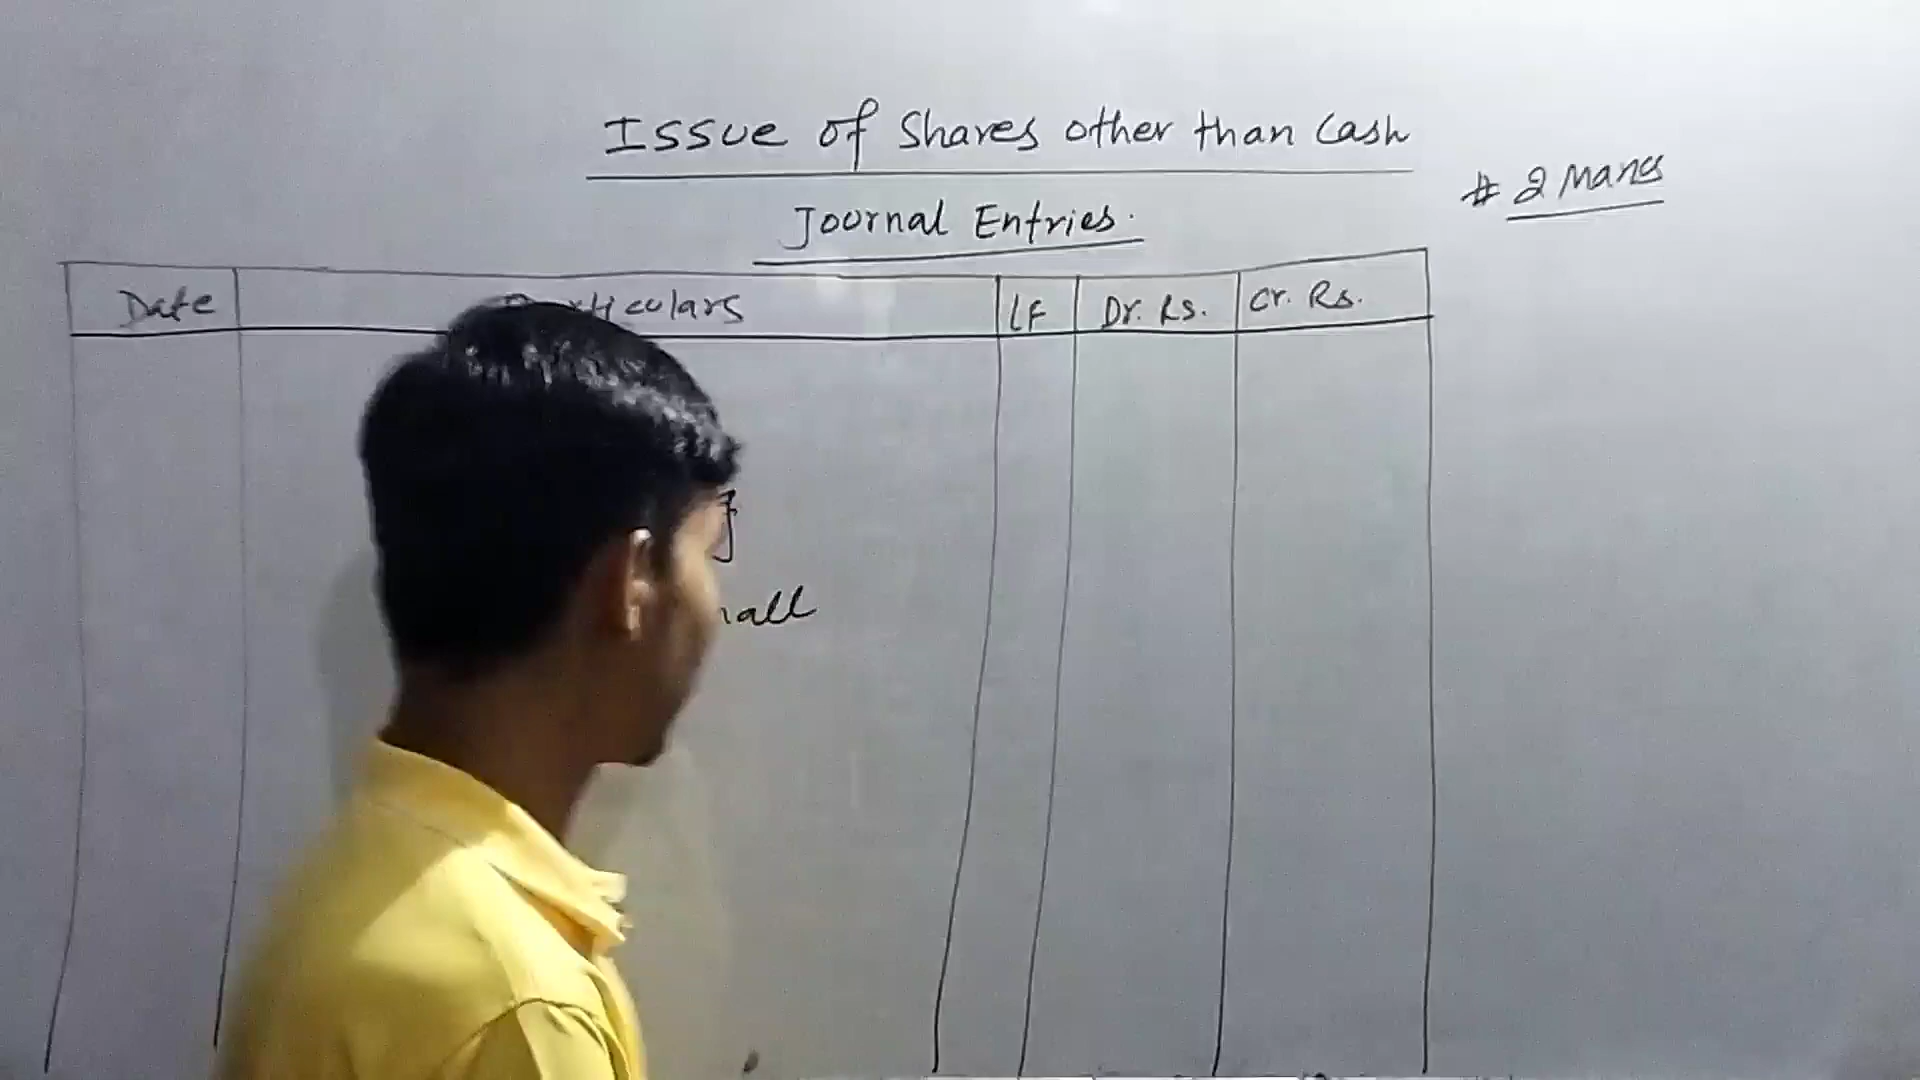 Issue of Shares other than Cash
# 2 Marks
Journal Entries.
Date LF Dr. Rs. Cr. Rs.